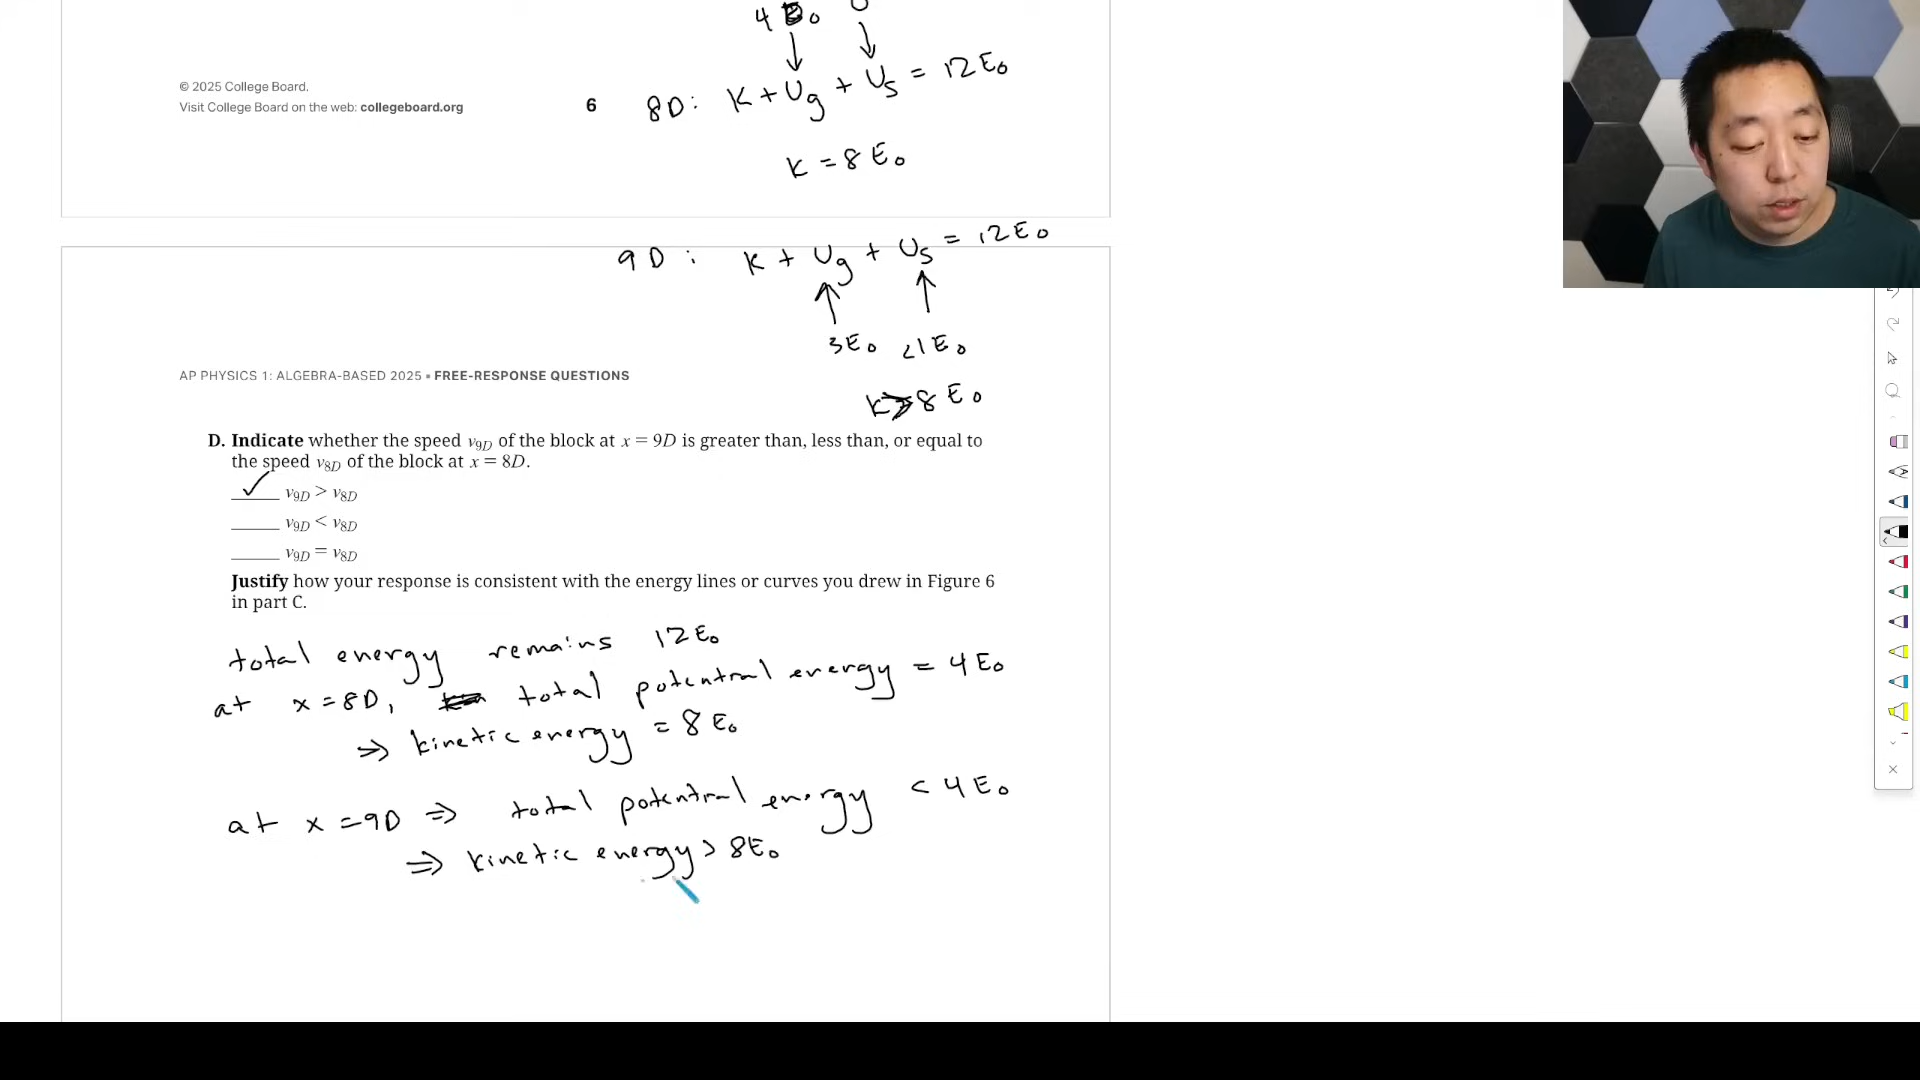 4 E₀ 0
© 2025 College Board.
Visit College Board on the web: collegeboard.org
6
8D: K + Ug + Us = 12E₀
K = 8E₀
9D: K + Ug + Us = 12E₀
3E₀ <1E₀
K > 8E₀
AP PHYSICS 1: ALGEBRA-BASED 2025 ▪ FREE-RESPONSE QUESTIONS
D. Indicate whether the speed v9D of the block at x = 9D is greater than, less than, or equal to
the speed v8D of the block at x = 8D.
✓ v9D > v8D
____ v9D < v8D
____ v9D = v8D
Justify how your response is consistent with the energy lines or curves you drew in Figure 6
in part C.
total energy remains 12E₀
at x = 8D, total potential energy = 4E₀
⇒ kinetic energy = 8E₀
at x = 9D ⇒ total potential energy < 4E₀
⇒ kinetic energy > 8E₀